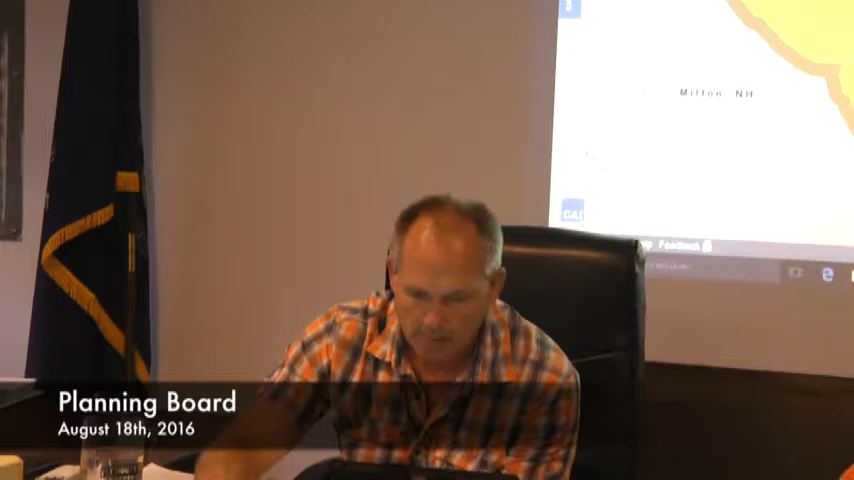 Milton, NH
CAI
Feedback
Planning Board
August 18th, 2016